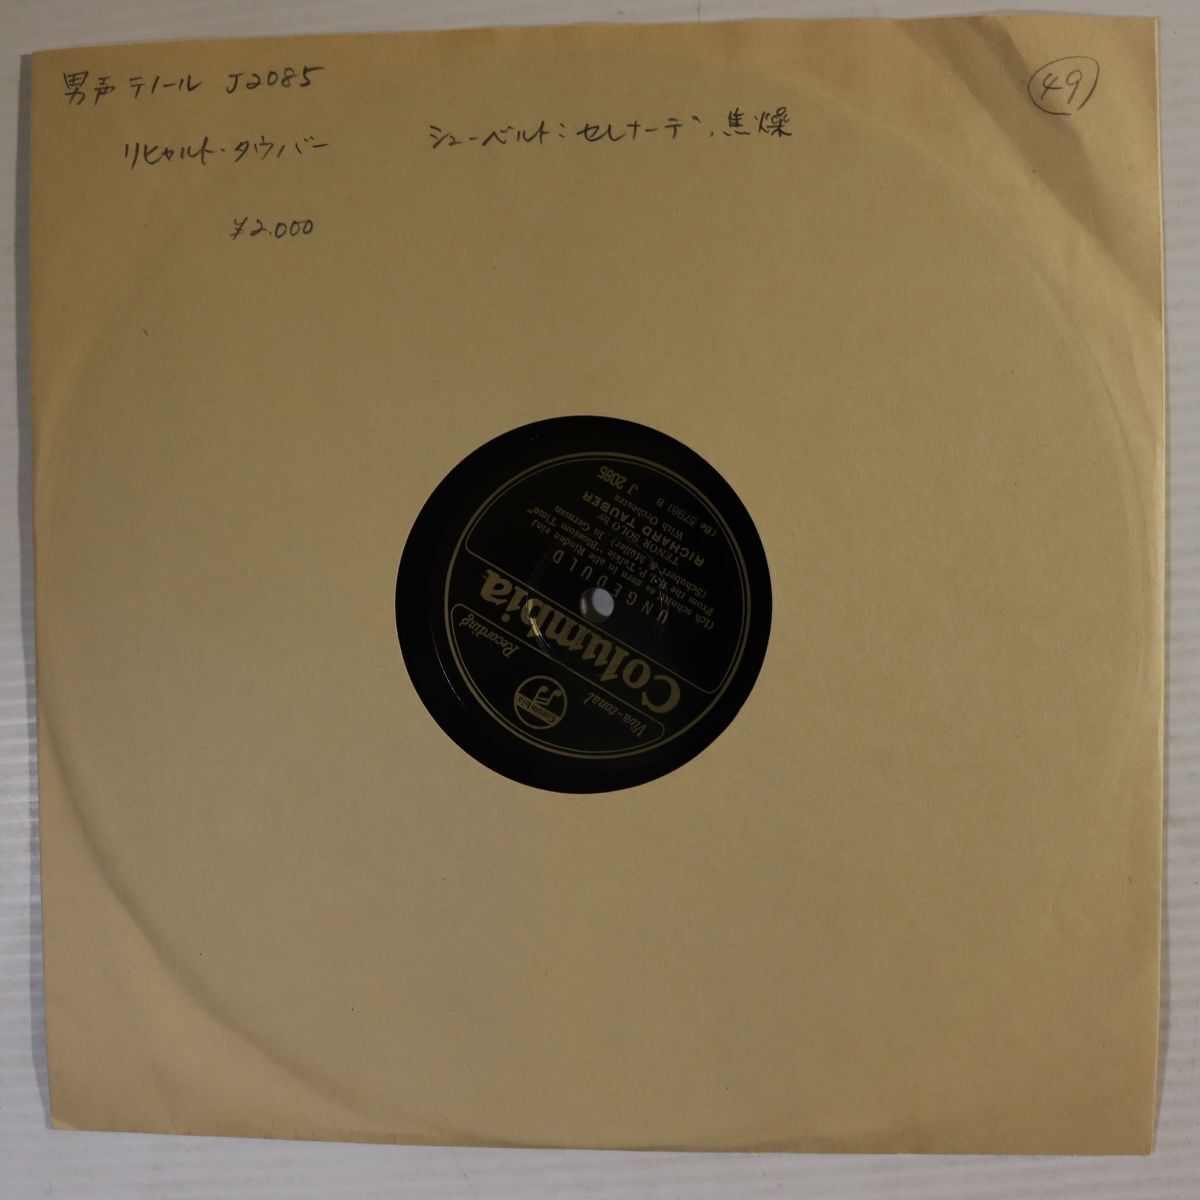 男声 テノール J2085
49
リヒャルト・タウバー
シューベルト:セレナーデ、焦燥
¥2.000
Viva-tonal Recording
Columbia
Columbia
UNGEDULD
(Ich schnitt' es gern in alle Rinden ein)
From the B. I. P. Talkie "Blossom Time"
(Schubert & Müller) In German
TENOR SOLO by
RICHARD TAUBER
With Orchestra
(Be 5798) B
J 2085